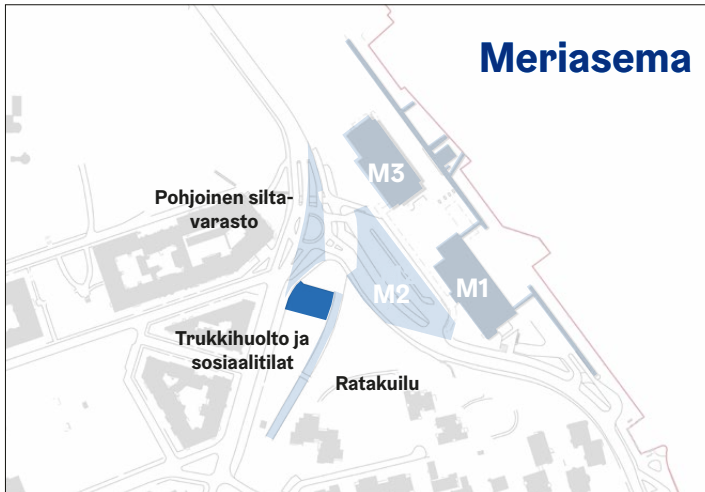 Meriasema
M3
Pohjoinen silta-
varasto
M2
M1
Trukkihuolto ja
sosiaalitilat
Ratakuilu